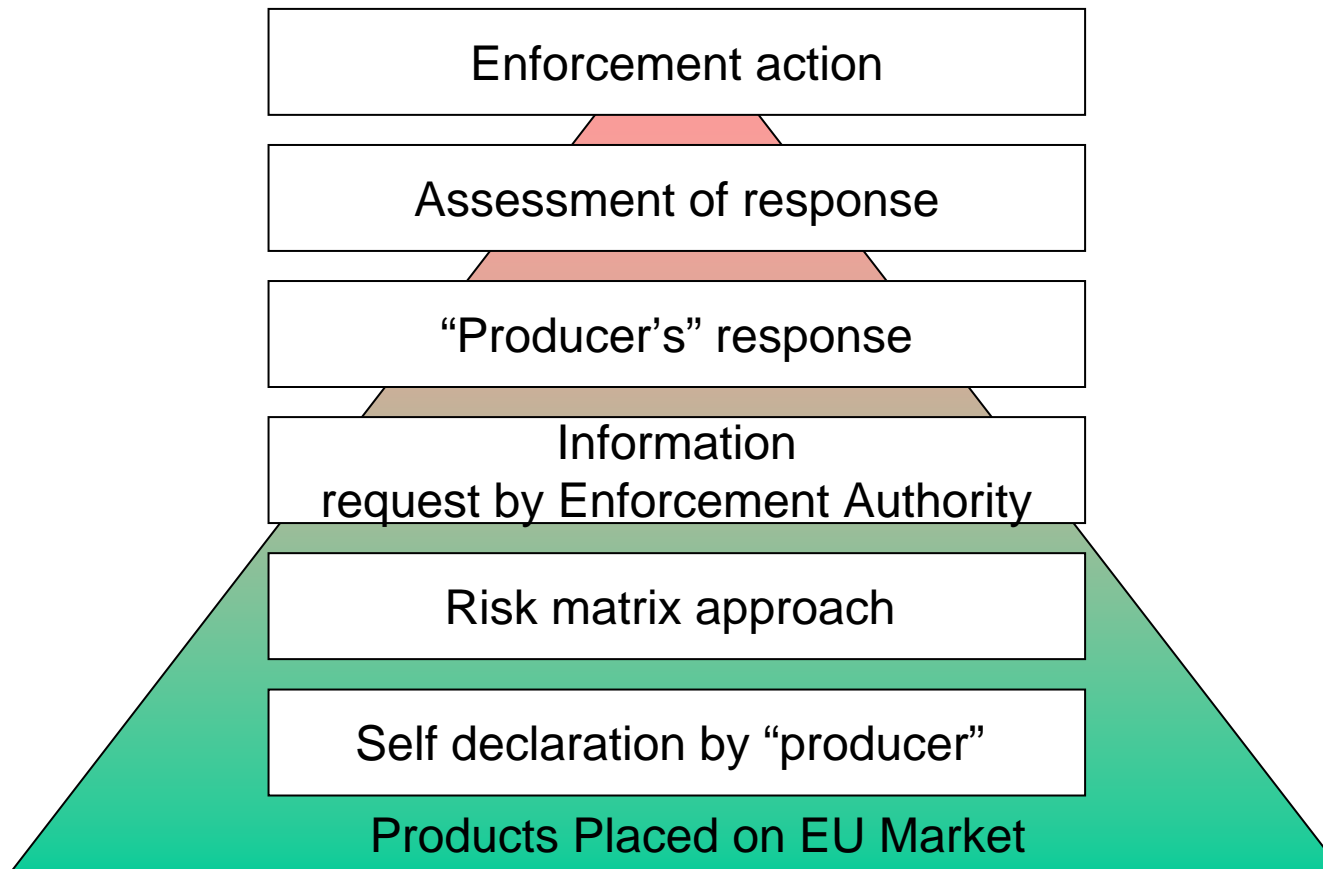 Enforcement action
Assessment of response
“Producer’s” response
Information
request by Enforcement Authority
Risk matrix approach
Self declaration by “producer”
Products Placed on EU Market